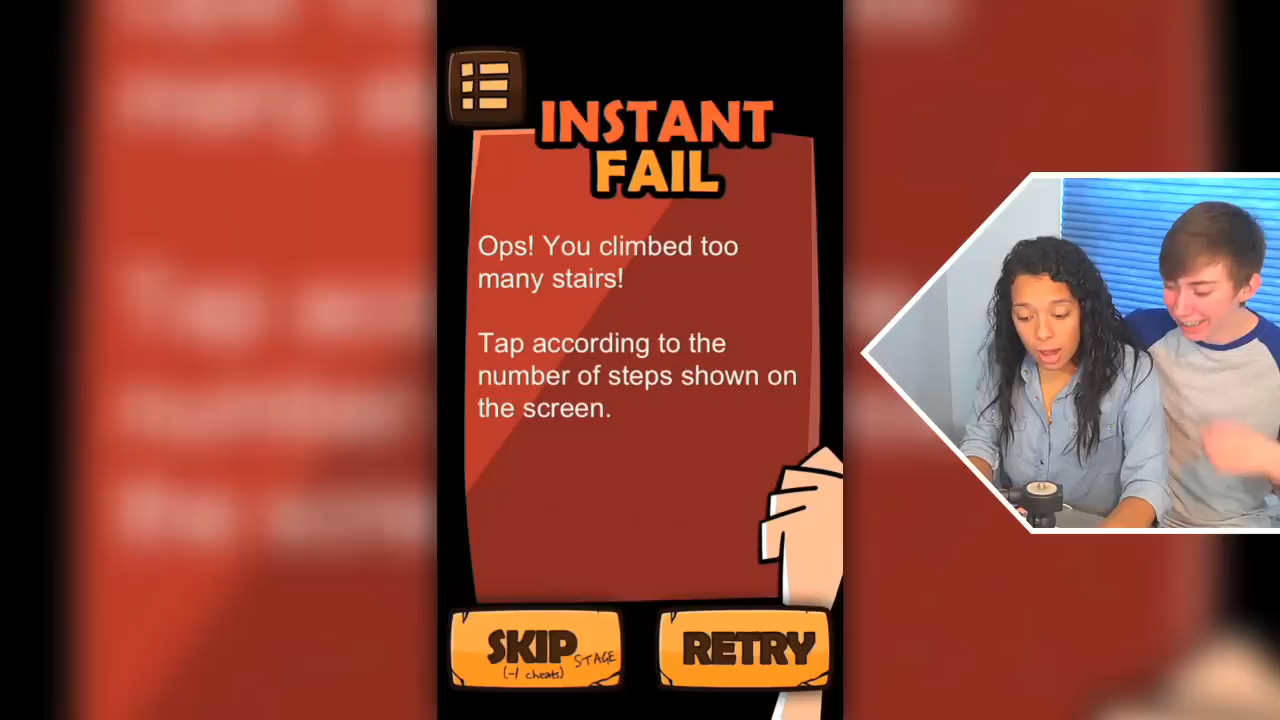 INSTANT
FAIL
Ops! You climbed too
many stairs!
Tap according to the
number of steps shown on
the screen.
SKIP
STAGE
(-1 cheats)
RETRY